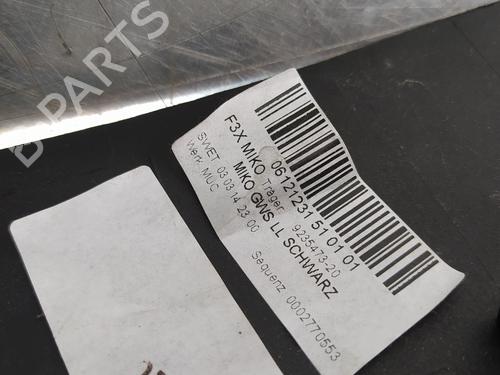 B PARTS
06121231 51 01 01
F3X MIKO Träger 9235473-20
MIKO GWS LL SCHWARZ
SWET 03.03.14 23:00
Werk: MUC Sequenz 0002770553